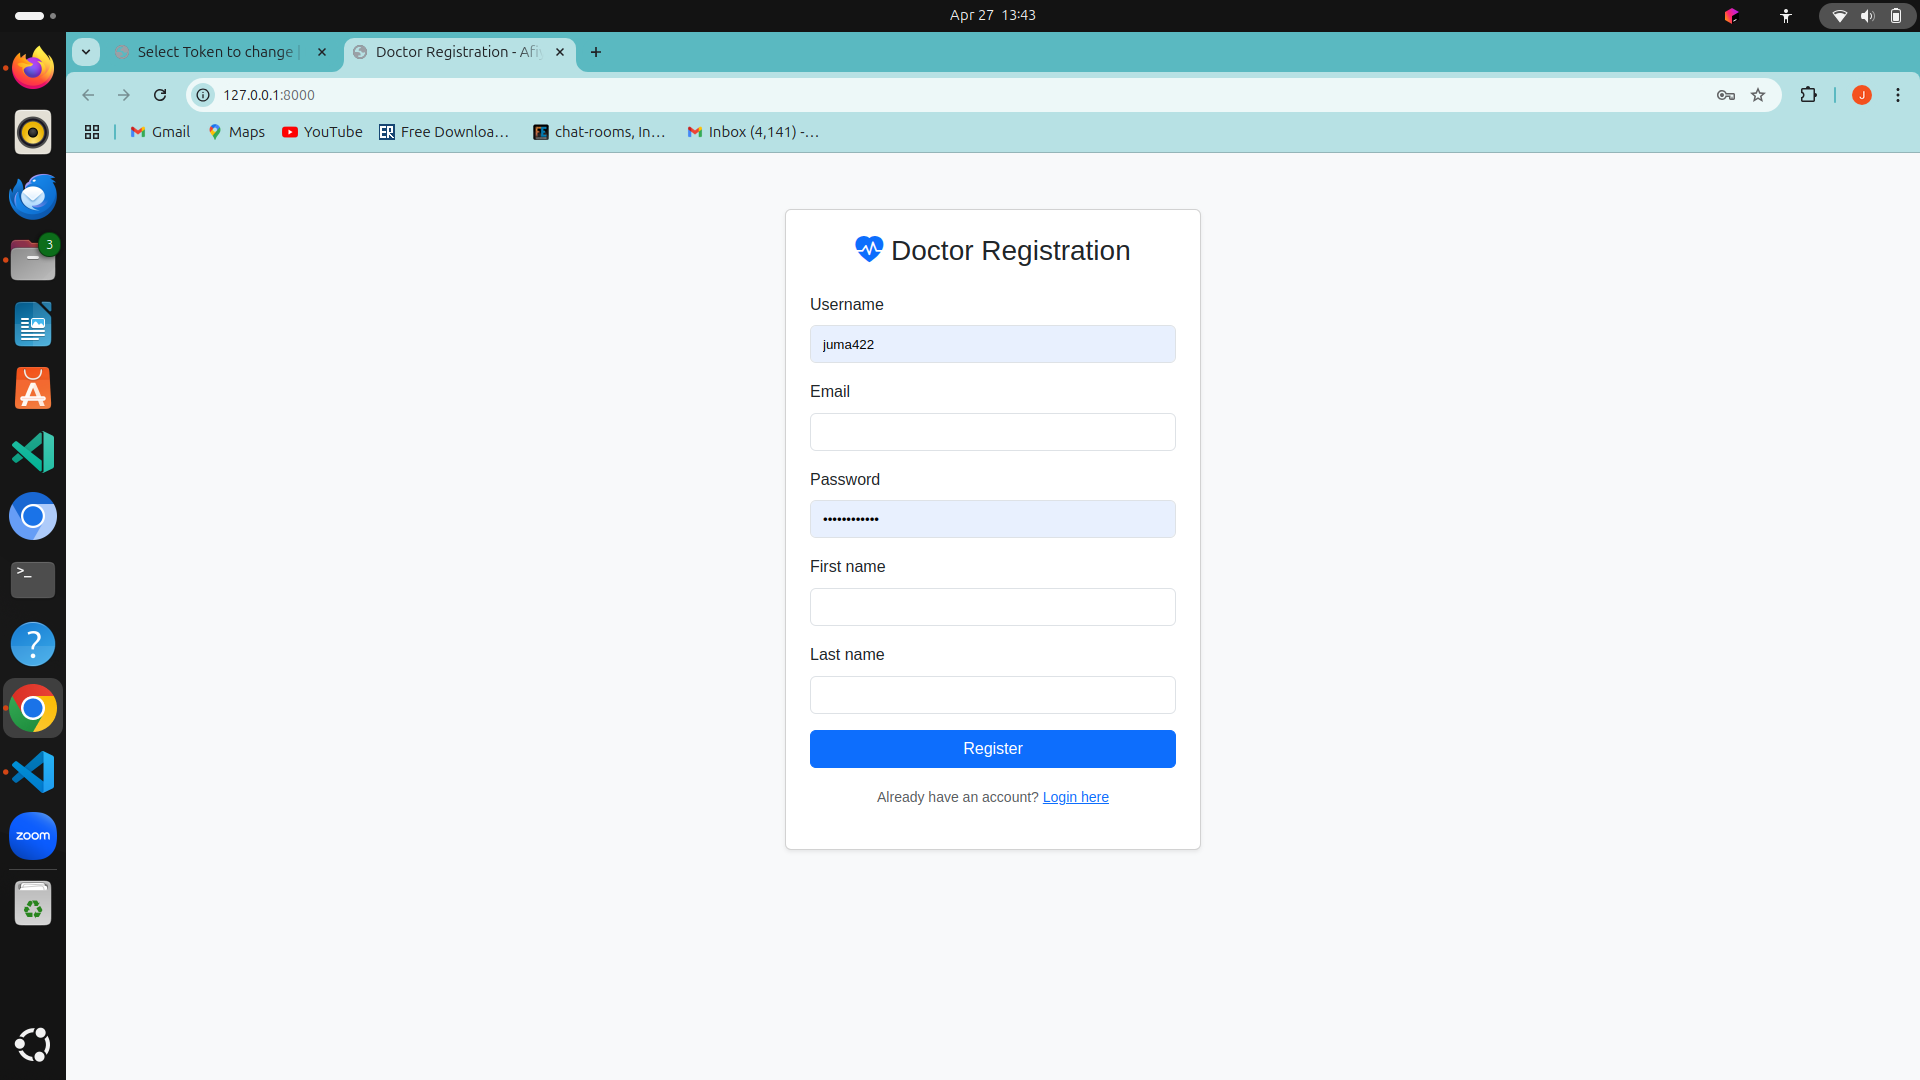 Apr 27 13:43
Select Token to change |
Doctor Registration - Afi
127.0.0.1:8000
J
Gmail
Maps
YouTube
Free Downloa…
chat-rooms, In…
Inbox (4,141) -…
3
>_
?
zoom
Doctor Registration
Username
juma422
Email
Password
••••••••••••
First name
Last name
Register
Already have an account? Login here